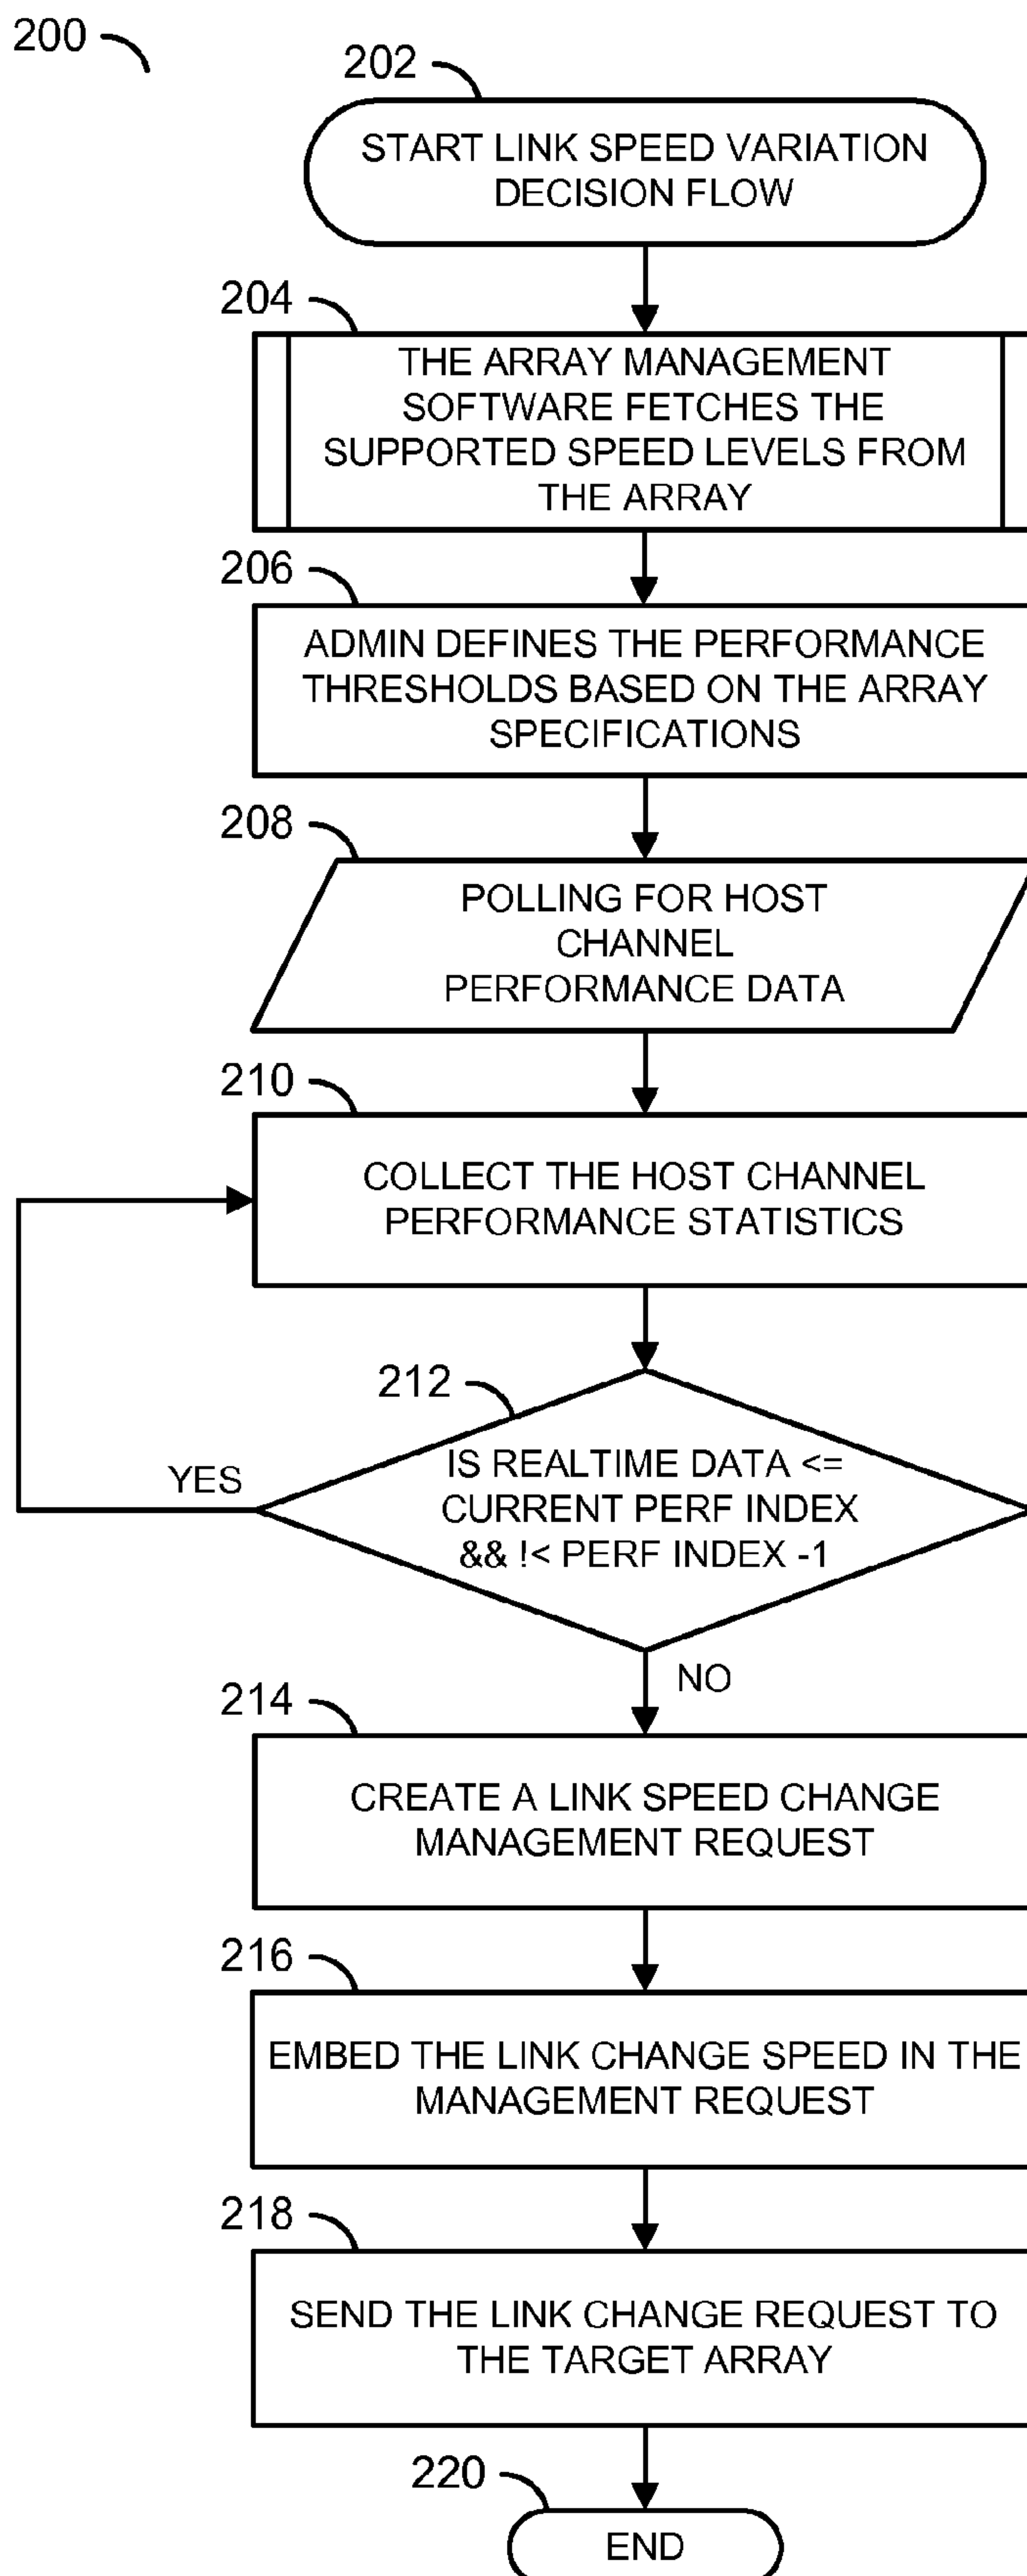 200
202
START LINK SPEED VARIATION
DECISION FLOW
204
THE ARRAY MANAGEMENT
SOFTWARE FETCHES THE
SUPPORTED SPEED LEVELS FROM
THE ARRAY
206
ADMIN DEFINES THE PERFORMANCE
THRESHOLDS BASED ON THE ARRAY
SPECIFICATIONS
208
POLLING FOR HOST
CHANNEL
PERFORMANCE DATA
210
COLLECT THE HOST CHANNEL
PERFORMANCE STATISTICS
212
IS REALTIME DATA <=
CURRENT PERF INDEX
&& !< PERF INDEX -1
YES
NO
214
CREATE A LINK SPEED CHANGE
MANAGEMENT REQUEST
216
EMBED THE LINK CHANGE SPEED IN THE
MANAGEMENT REQUEST
218
SEND THE LINK CHANGE REQUEST TO
THE TARGET ARRAY
220
END